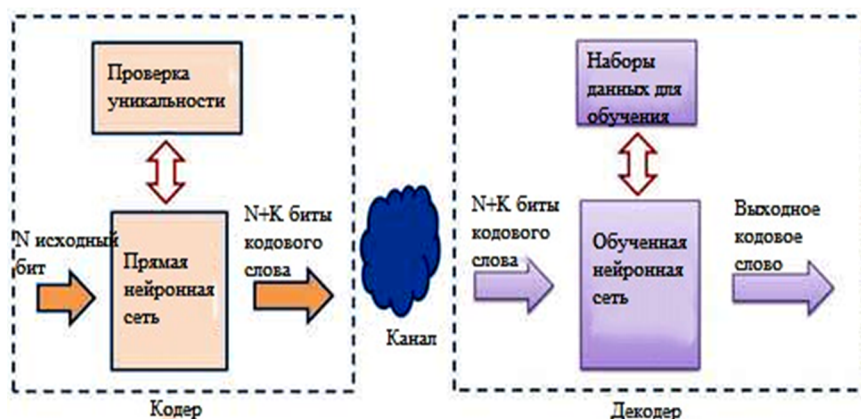 Проверка
уникальности
N исходный
бит
Прямая
нейронная
сеть
N+K биты
кодового
слова
Кодер
Канал
Наборы
данных для
обучения
N+K биты
кодового
слова
Обученная
нейронная
сеть
Выходное
кодовое
слово
Декодер